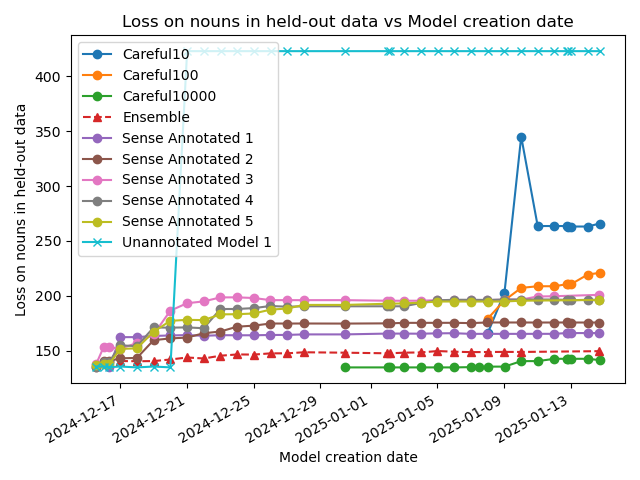 Loss on nouns in held-out data vs Model creation date
Loss on nouns in held-out data
400
350
300
250
200
150
Careful10
Careful100
Careful10000
Ensemble
Sense Annotated 1
Sense Annotated 2
Sense Annotated 3
Sense Annotated 4
Sense Annotated 5
Unannotated Model 1
2024-12-17
2024-12-21
2024-12-25
2024-12-29
2025-01-01
2025-01-05
2025-01-09
2025-01-13
Model creation date